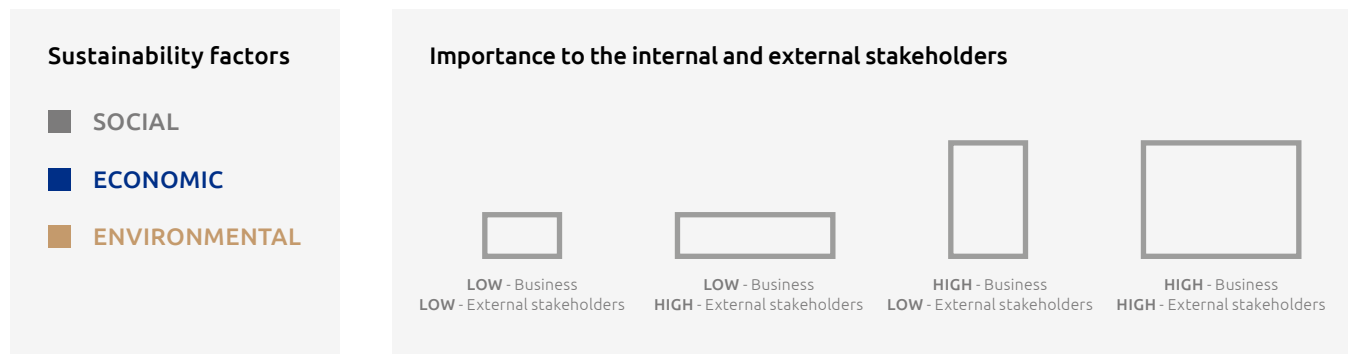 Sustainability factors
SOCIAL
ECONOMIC
ENVIRONMENTAL
Importance to the internal and external stakeholders
LOW - Business
LOW - External stakeholders
LOW - Business
HIGH - External stakeholders
HIGH - Business
LOW - External stakeholders
HIGH - Business
HIGH - External stakeholders